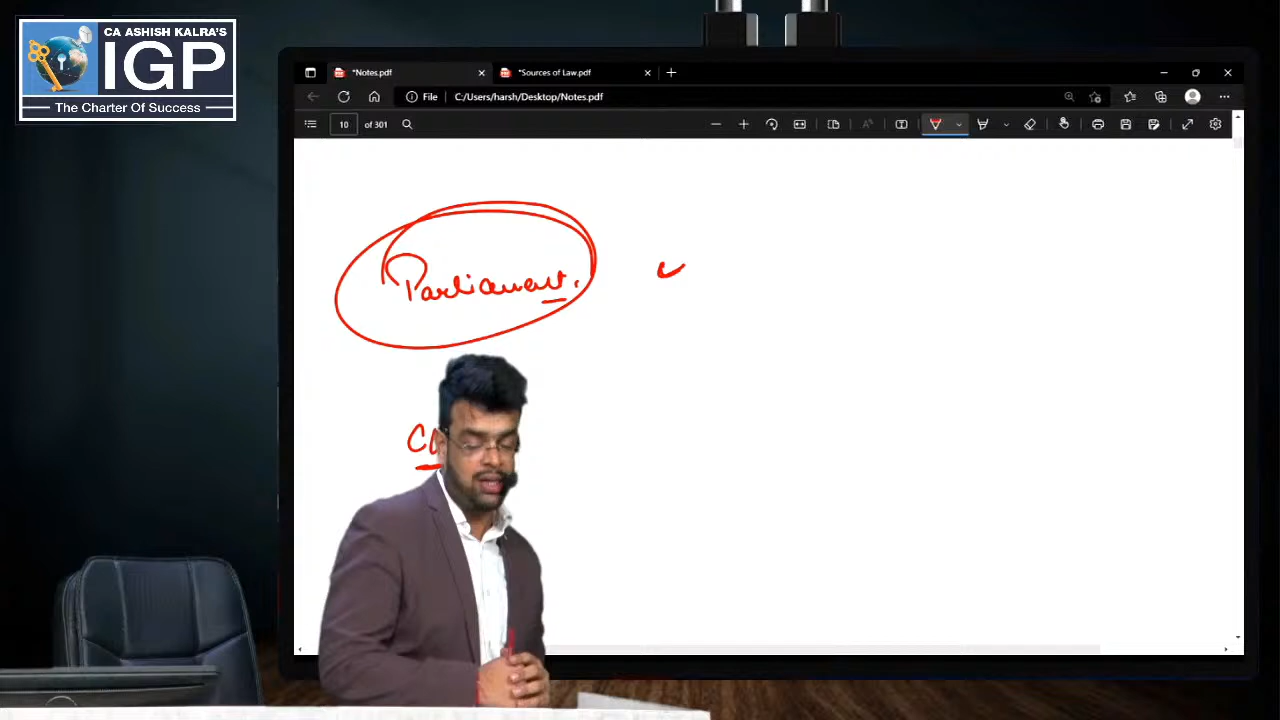 CA ASHISH KALRA'S
IGP
The Charter Of Success
*Notes.pdf
*Sources of Law.pdf
File
C:/Users/harsh/Desktop/Notes.pdf
10
of 301
Parliament.